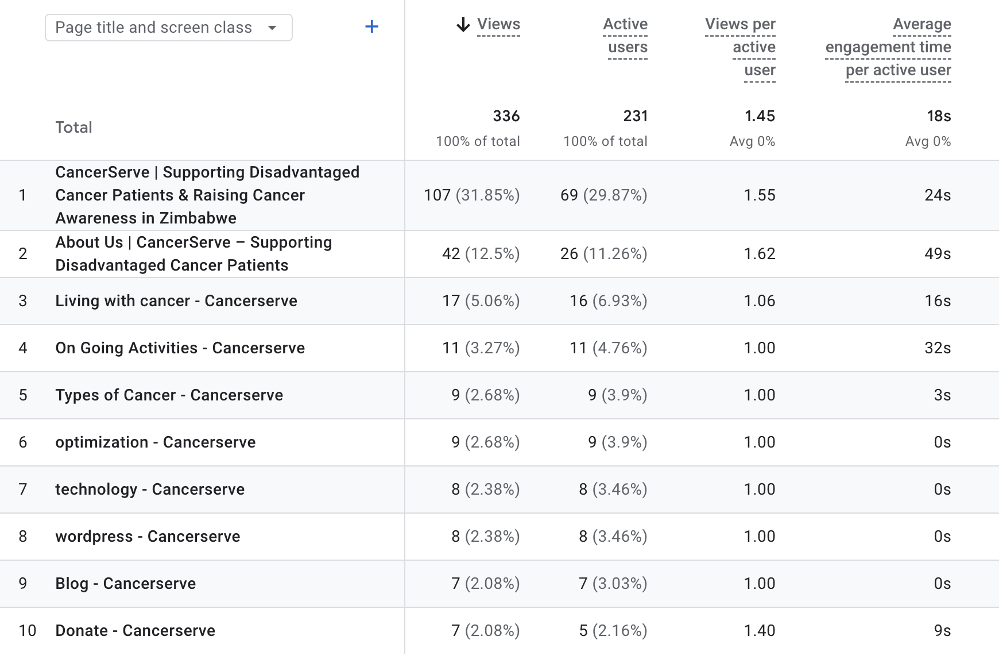 Page title and screen class
+
Views
Active users
Views per active user
Average engagement time per active user
Total
336
100% of total
231
100% of total
1.45
Avg 0%
18s
Avg 0%
1
CancerServe | Supporting Disadvantaged
Cancer Patients & Raising Cancer
Awareness in Zimbabwe
107 (31.85%)
69 (29.87%)
1.55
24s
2
About Us | CancerServe – Supporting
Disadvantaged Cancer Patients
42 (12.5%)
26 (11.26%)
1.62
49s
3 Living with cancer - Cancerserve 17 (5.06%) 16 (6.93%) 1.06 16s
4 On Going Activities - Cancerserve 11 (3.27%) 11 (4.76%) 1.00 32s
5 Types of Cancer - Cancerserve 9 (2.68%) 9 (3.9%) 1.00 3s
6 optimization - Cancerserve 9 (2.68%) 9 (3.9%) 1.00 0s
7 technology - Cancerserve 8 (2.38%) 8 (3.46%) 1.00 0s
8 wordpress - Cancerserve 8 (2.38%) 8 (3.46%) 1.00 0s
9 Blog - Cancerserve 7 (2.08%) 7 (3.03%) 1.00 0s
10 Donate - Cancerserve 7 (2.08%) 5 (2.16%) 1.40 9s